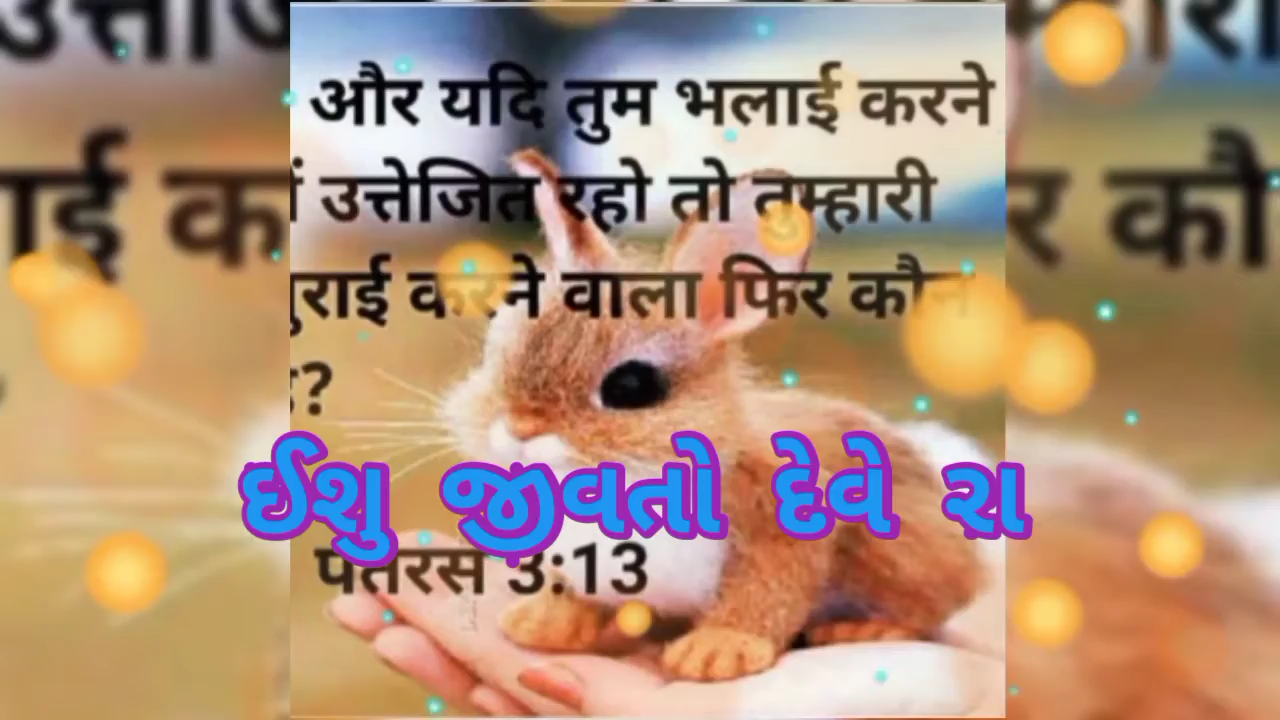 और यदि तुम भलाई करने
उत्तेजित रहो तो तुम्हारी
करने वाला फिर कौन
?
ઈશુ જીવતો દેવે રા
पतरस 3:13